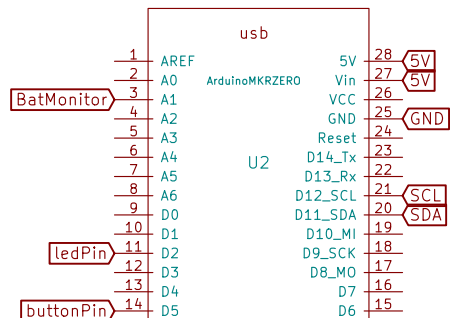 usb
1 AREF 5V 28 5V
2 A0 ArduinoMKRZERO Vin 27 5V
BatMonitor 3 A1 VCC 26
4 A2 GND 25 GND
5 A3 Reset 24
6 A4 D14_Tx 23
7 A5 U2 D13_Rx 22
8 A6 D12_SCL 21 SCL
9 D0 D11_SDA 20 SDA
10 D1 D10_MI 19
ledPin 11 D2 D9_SCK 18
12 D3 D8_MO 17
13 D4 D7 16
buttonPin 14 D5 D6 15